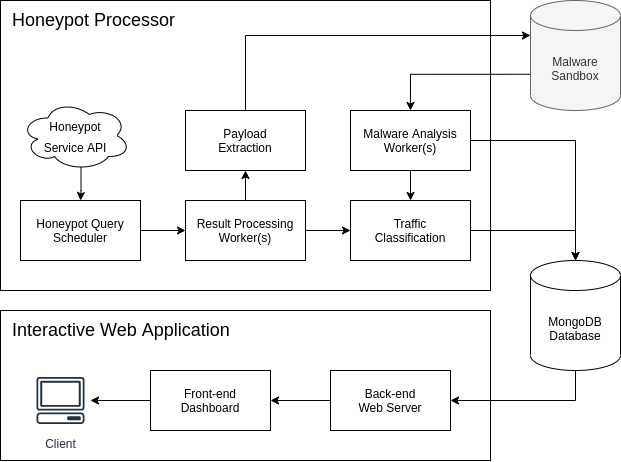 Honeypot Processor
Malware
Sandbox
Honeypot
Service API
Payload
Extraction
Malware Analysis
Worker(s)
Honeypot Query
Scheduler
Result Processing
Worker(s)
Traffic
Classification
MongoDB
Database
Interactive Web Application
Front-end
Dashboard
Back-end
Web Server
Client